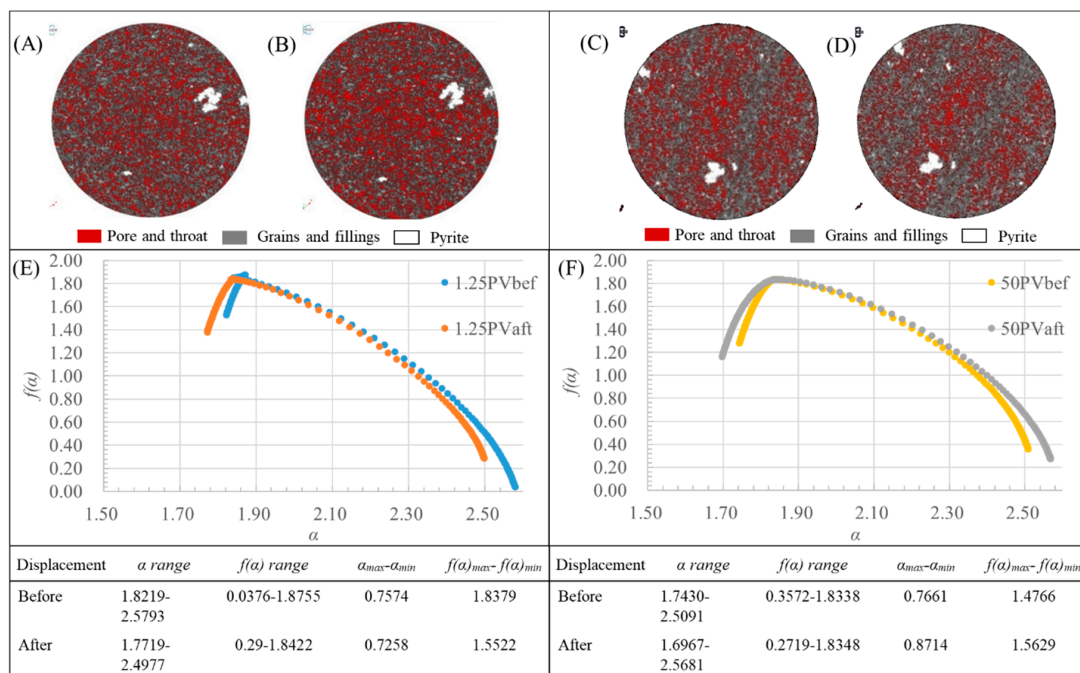 (A)
(B)
(C)
(D)
Pore and throat
Grains and fillings
Pyrite
Pore and throat
Grains and fillings
Pyrite
(E)
2.00
1.80
1.60
1.40
1.20
1.00
0.80
0.60
0.40
0.20
0.00
f(α)
1.25PVbef
1.25PVaft
1.50
1.70
1.90
2.10
2.30
2.50
α
(F)
2.00
1.80
1.60
1.40
1.20
1.00
0.80
0.60
0.40
0.20
0.00
f(α)
50PVbef
50PVaft
1.50
1.70
1.90
2.10
2.30
2.50
α
Displacement α range f(α) range αmax-αmin f(α)max- f(α)min
Before 1.8219- 0.0376-1.8755 0.7574 1.8379
2.5793
After 1.7719- 0.29-1.8422 0.7258 1.5522
2.4977
Displacement α range f(α) range αmax-αmin f(α)max- f(α)min
Before 1.7430- 0.3572-1.8338 0.7661 1.4766
2.5091
After 1.6967- 0.2719-1.8348 0.8714 1.5629
2.5681